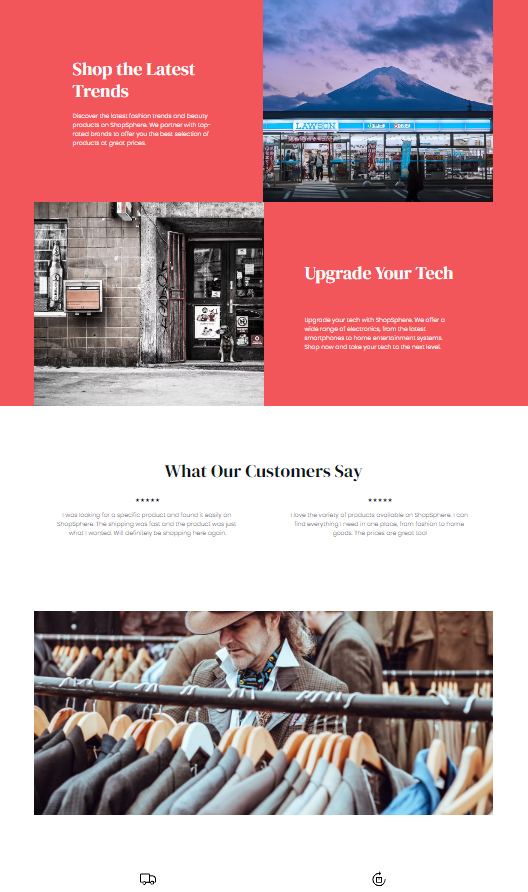 Shop the Latest
Trends
Discover the latest fashion trends and beauty
products on ShopSphere. We partner with top-
rated brands to offer you the best selection of
products at great prices.
LAWSON
Upgrade Your Tech
Upgrade your tech with ShopSphere. We offer a
wide range of electronics, from the latest
smartphones to home entertainment systems.
Shop now and take your tech to the next level.
What Our Customers Say
★★★★★
I was looking for a specific product and found it easily on
ShopSphere. The shipping was fast and the product was just
what I wanted. Will definitely be shopping here again.
★★★★★
I love the variety of products available on ShopSphere. I can
find everything I need in one place, from fashion to home
goods. The prices are great too!